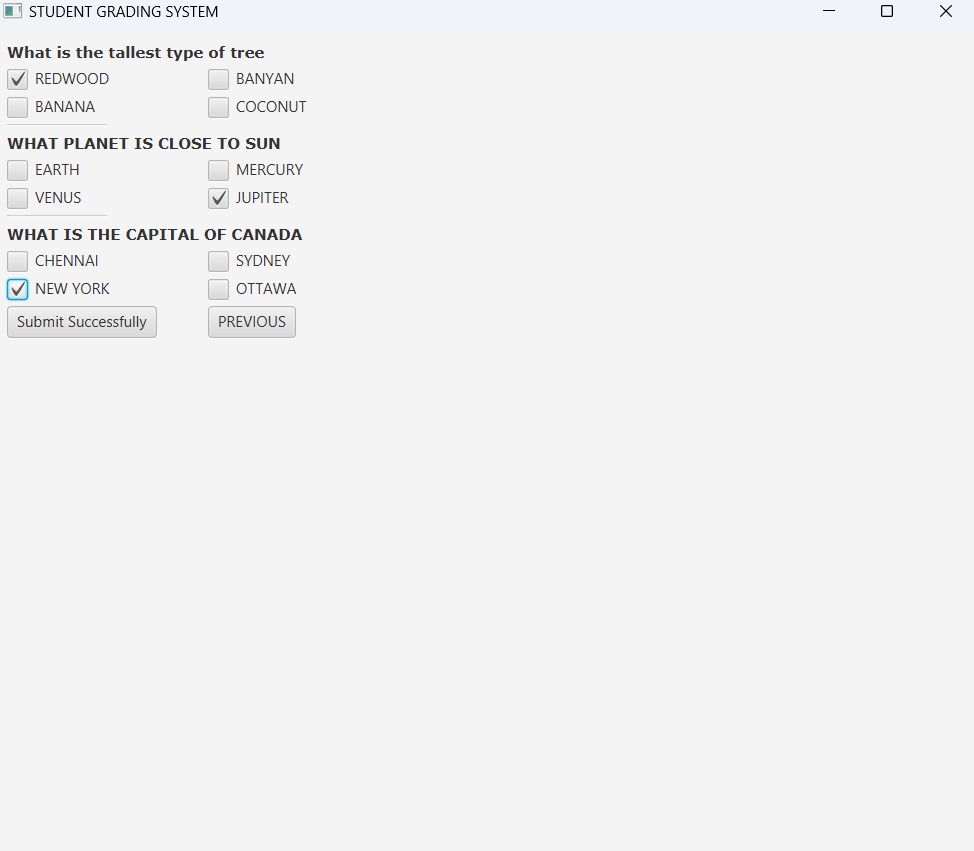 STUDENT GRADING SYSTEM
What is the tallest type of tree
REDWOOD BANYAN
BANANA COCONUT
WHAT PLANET IS CLOSE TO SUN
EARTH MERCURY
VENUS JUPITER
WHAT IS THE CAPITAL OF CANADA
CHENNAI SYDNEY
NEW YORK OTTAWA
Submit Successfully PREVIOUS